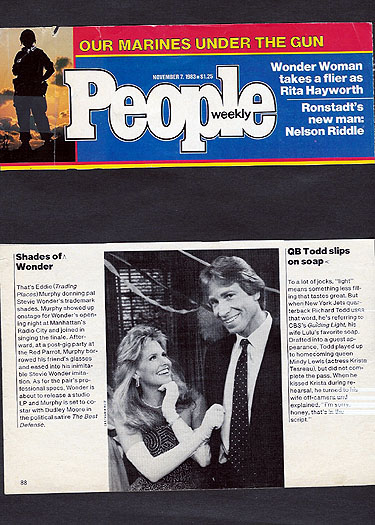 OUR MARINES UNDER THE GUN
NOVEMBER 7, 1983 • $1.25
People
weekly
Wonder Woman
takes a flier as
Rita Hayworth
Ronstadt's
new man:
Nelson Riddle
Shades of
Wonder
That's Eddie (Trading
Places) Murphy donning pal
Stevie Wonder's trademark
shades. Murphy showed up
onstage for Wonder's open-
ing night at Manhattan's
Radio City and joined in
singing the finale. After-
ward, at a post-gig party at
the Red Parrot, Murphy bor-
rowed his friend's glasses
and eased into his inimita-
ble Stevie Wonder imita-
tion. As for the pair's pro-
fessional specs, Wonder is
about to release a studio
LP and Murphy is set to co-
star with Dudley Moore in
the political satire The Best
Defense.
88
QB Todd slips
on soap
To a lot of jocks, "light"
means something less fill-
ing that tastes great. But
when New York Jets quar-
terback Richard Todd uses
that word, he's referring to
CBS's Guiding Light, his
wife Lulu's favorite soap.
Drafted into a guest ap-
pearance, Todd played up
to homecoming queen
Mindy Lewis (actress Krista
Tesreau), but did not com-
plete the pass. When he
kissed Krista during re-
hearsal, he turned to his
wife off-camera and
explained, "I'm sorry,
honey, that's in the
script."